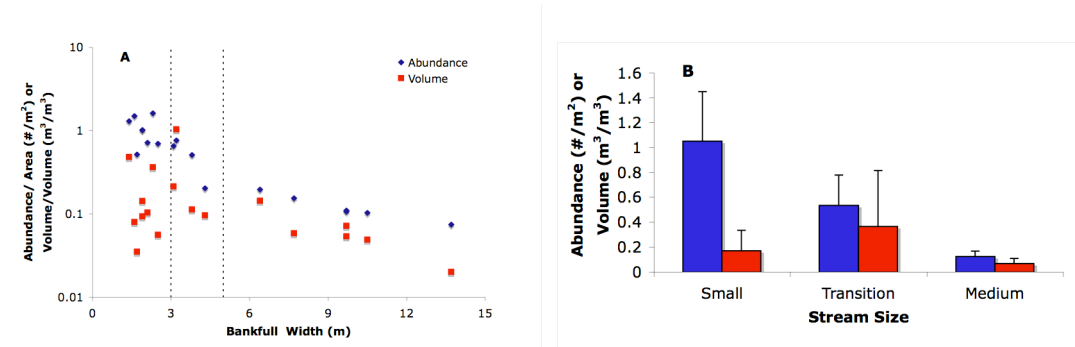 A
10
1
0.1
0.01
0 3 6 9 12 15
Abundance/ Area (#/m²) or
Volume/Volume (m³/m³)
Bankfull Width (m)
Abundance
Volume
B
1.6
1.4
1.2
1
0.8
0.6
0.4
0.2
0
Abundance (#/m²) or
Volume (m³/m³)
Small Transition Medium
Stream Size